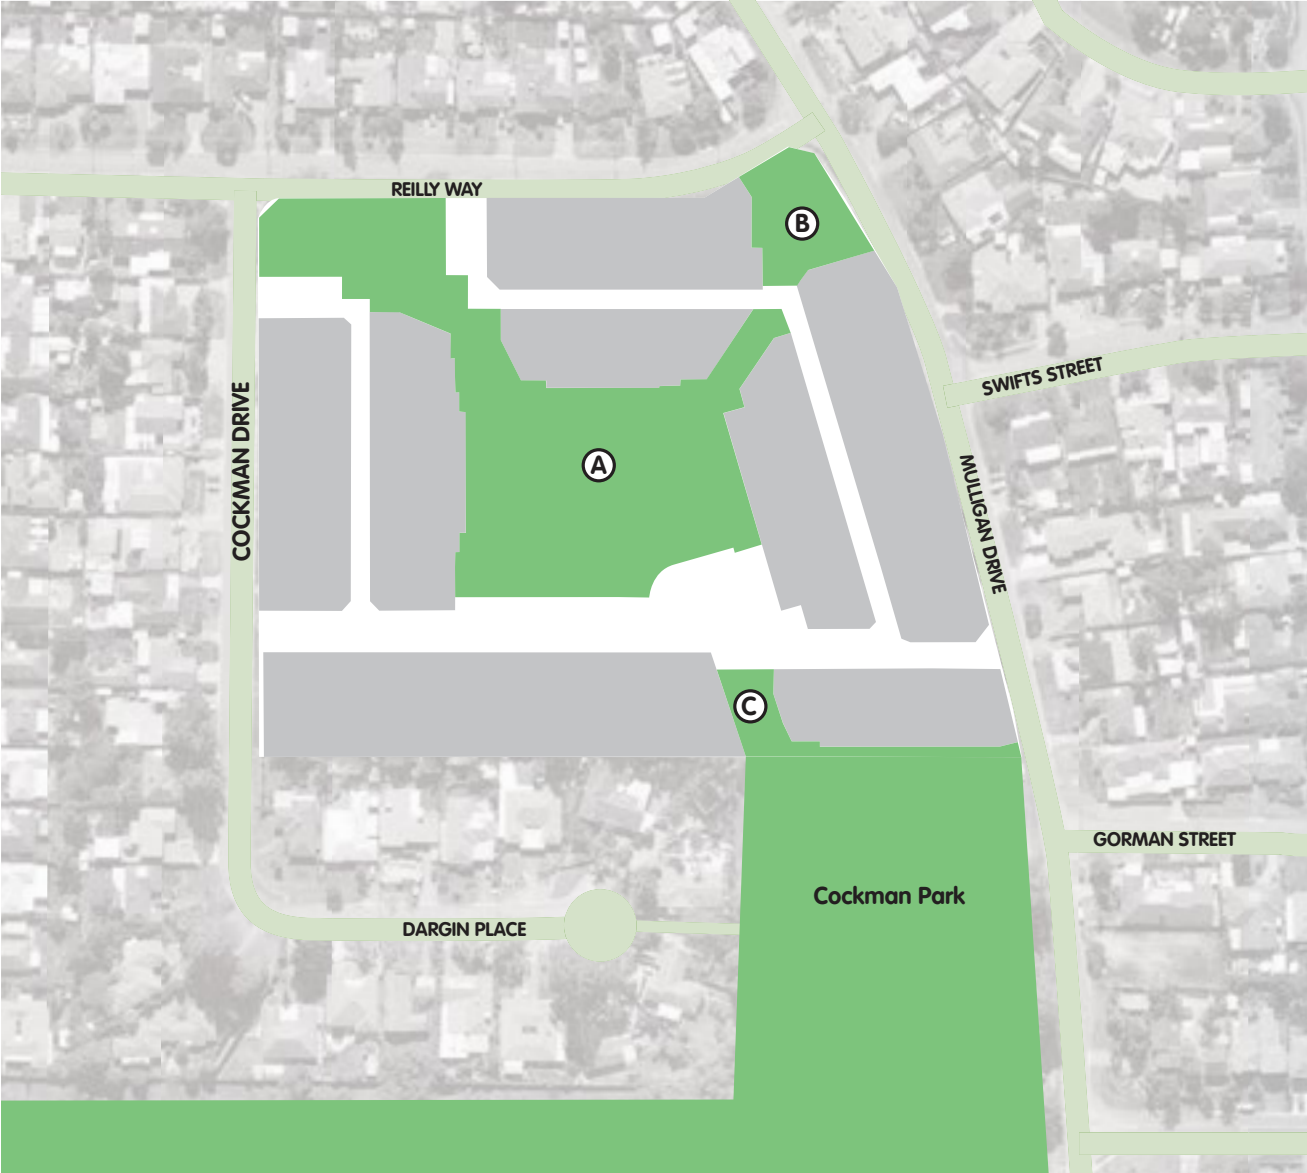 REILLY WAY
B
SWIFTS STREET
COCKMAN DRIVE
A
MULLIGAN DRIVE
C
GORMAN STREET
Cockman Park
DARGIN PLACE